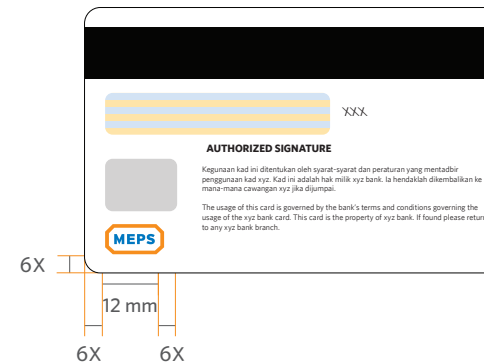 XXX
AUTHORIZED SIGNATURE
Kegunaan kad ini ditentukan oleh syarat-syarat dan peraturan yang mentadbir
penggunaan kad xyz. Kad ini adalah hak milik xyz bank. Ia hendaklah dikembalikan ke
mana-mana cawangan xyz jika dijumpai.
The usage of this card is governed by the bank's terms and conditions governing the
usage of the xyz bank card. This card is the property of xyz bank. If found please return
to any xyz bank branch.
MEPS
6X
12 mm
6X 6X